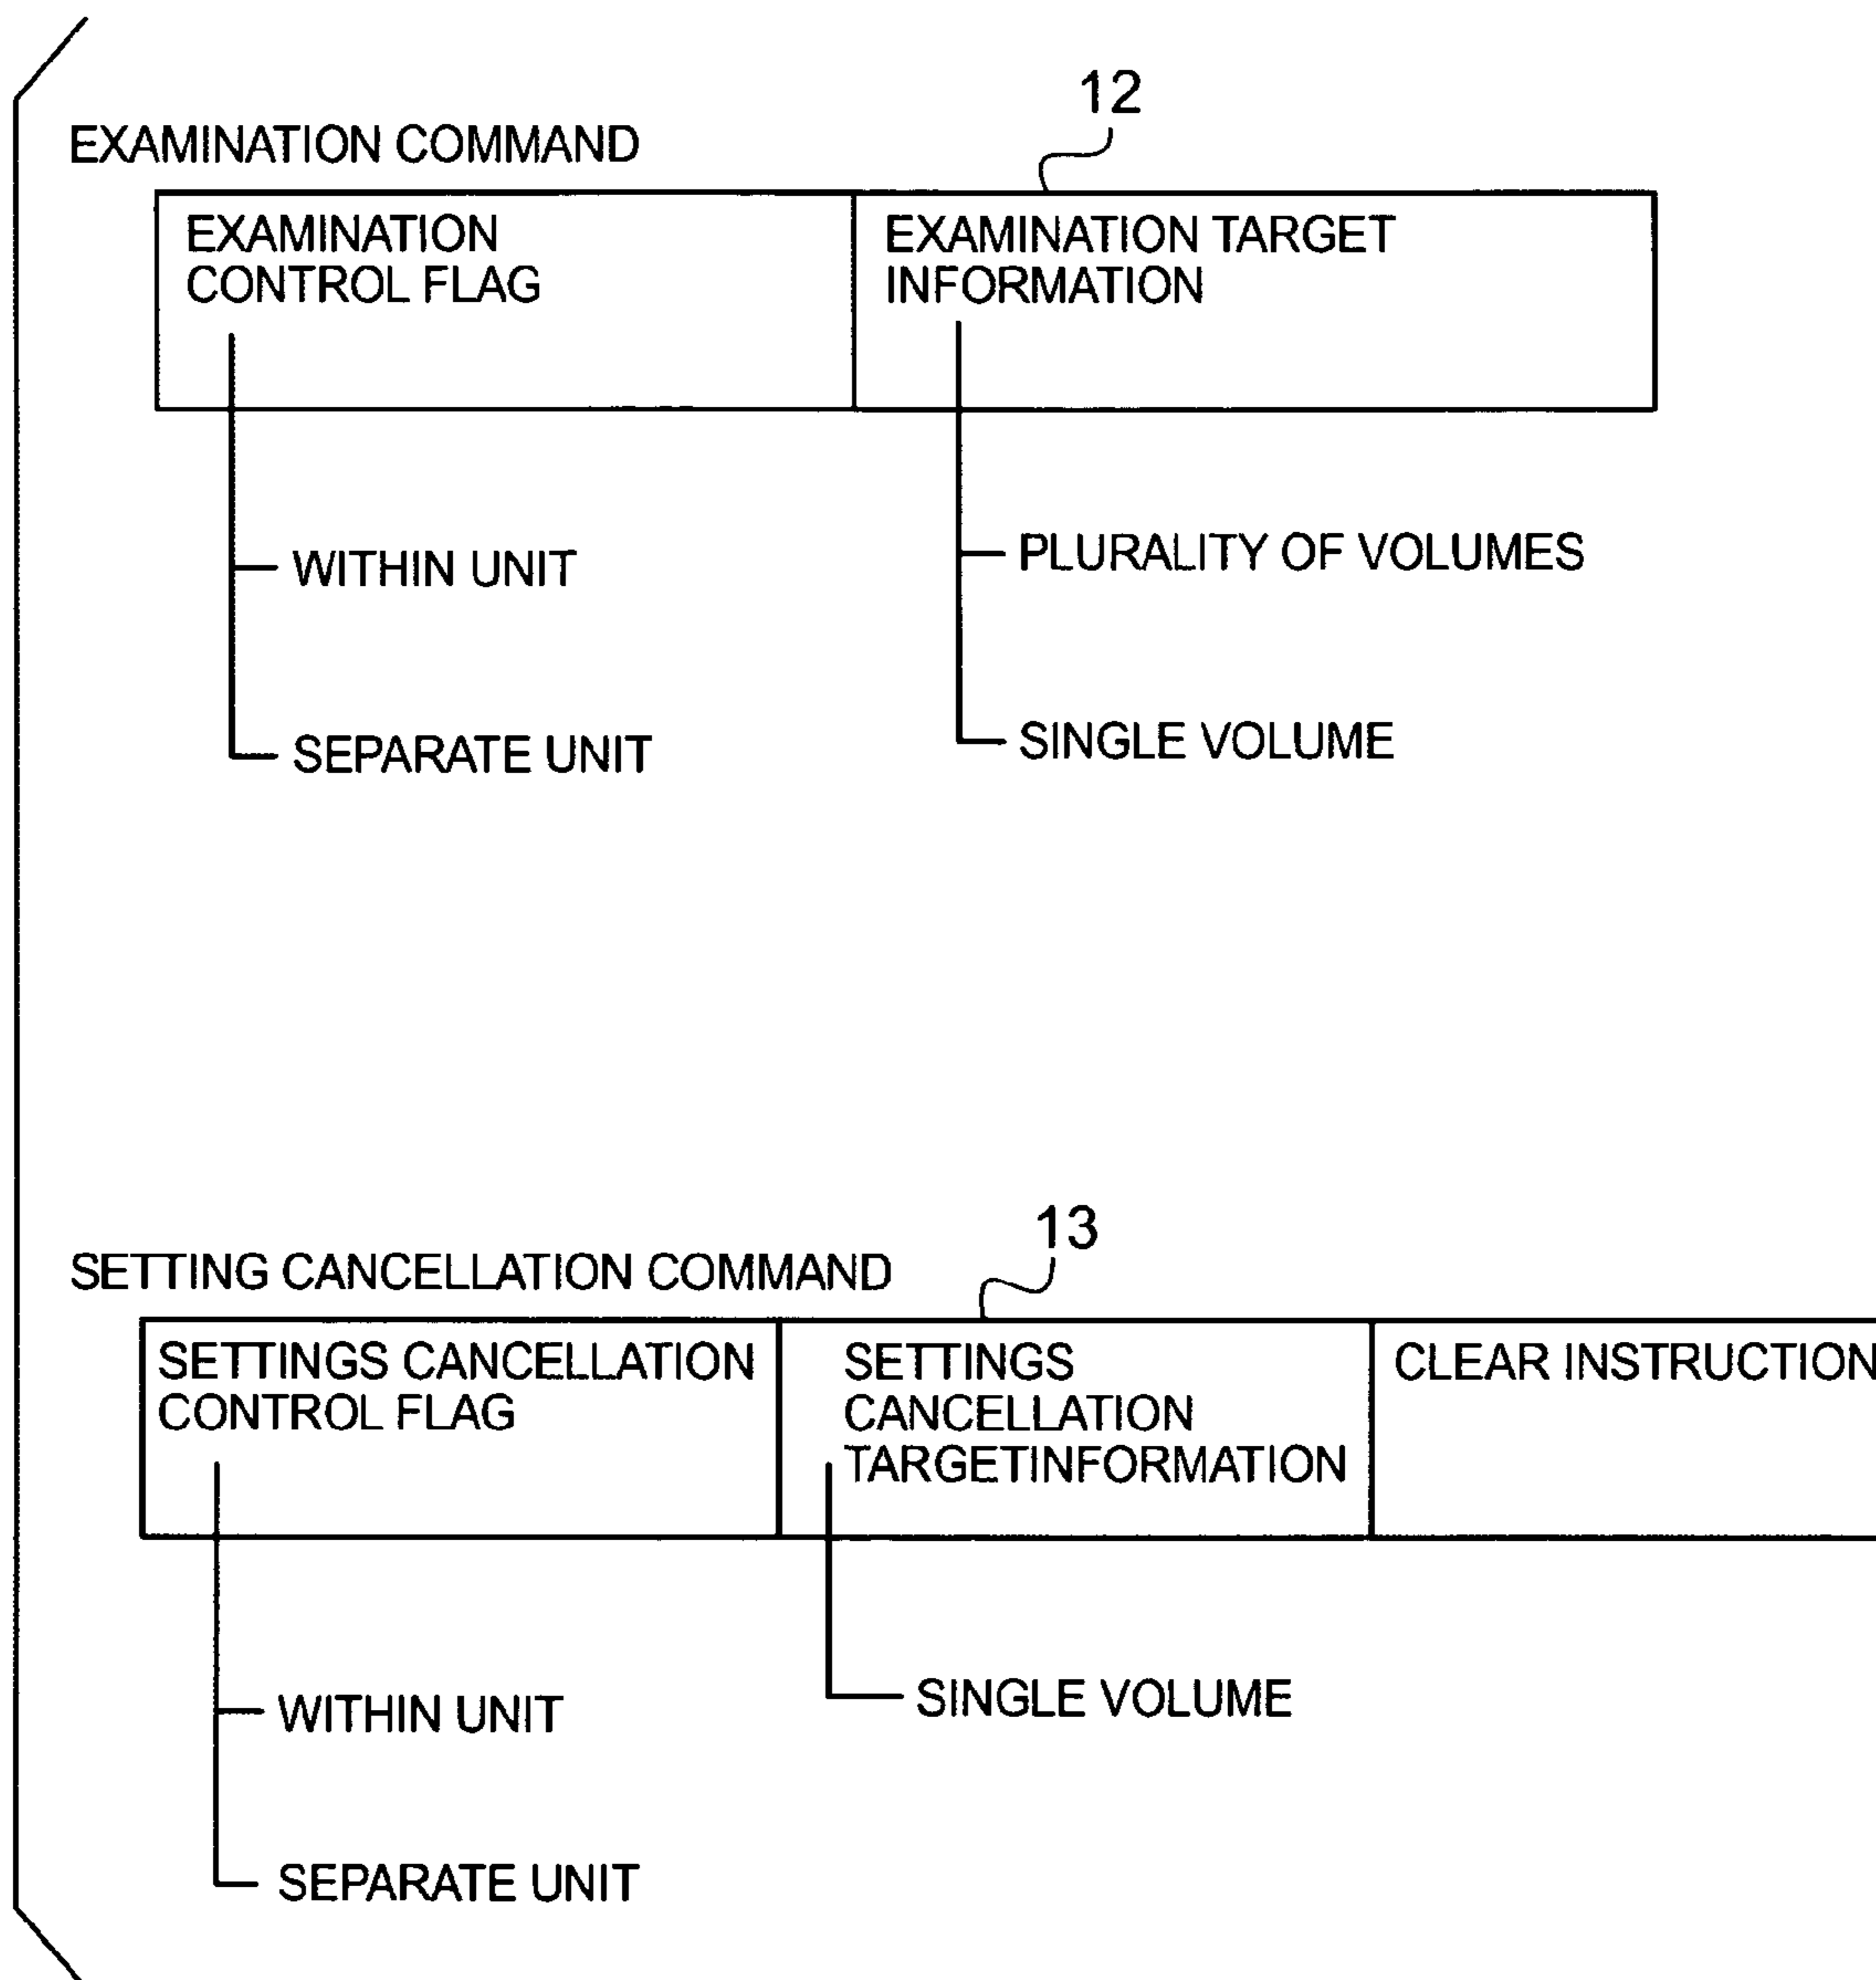 12
EXAMINATION COMMAND
EXAMINATION
CONTROL FLAG
EXAMINATION TARGET
INFORMATION
WITHIN UNIT
SEPARATE UNIT
PLURALITY OF VOLUMES
SINGLE VOLUME
13
SETTING CANCELLATION COMMAND
SETTINGS CANCELLATION
CONTROL FLAG
SETTINGS
CANCELLATION
TARGETINFORMATION
CLEAR INSTRUCTION
WITHIN UNIT
SEPARATE UNIT
SINGLE VOLUME